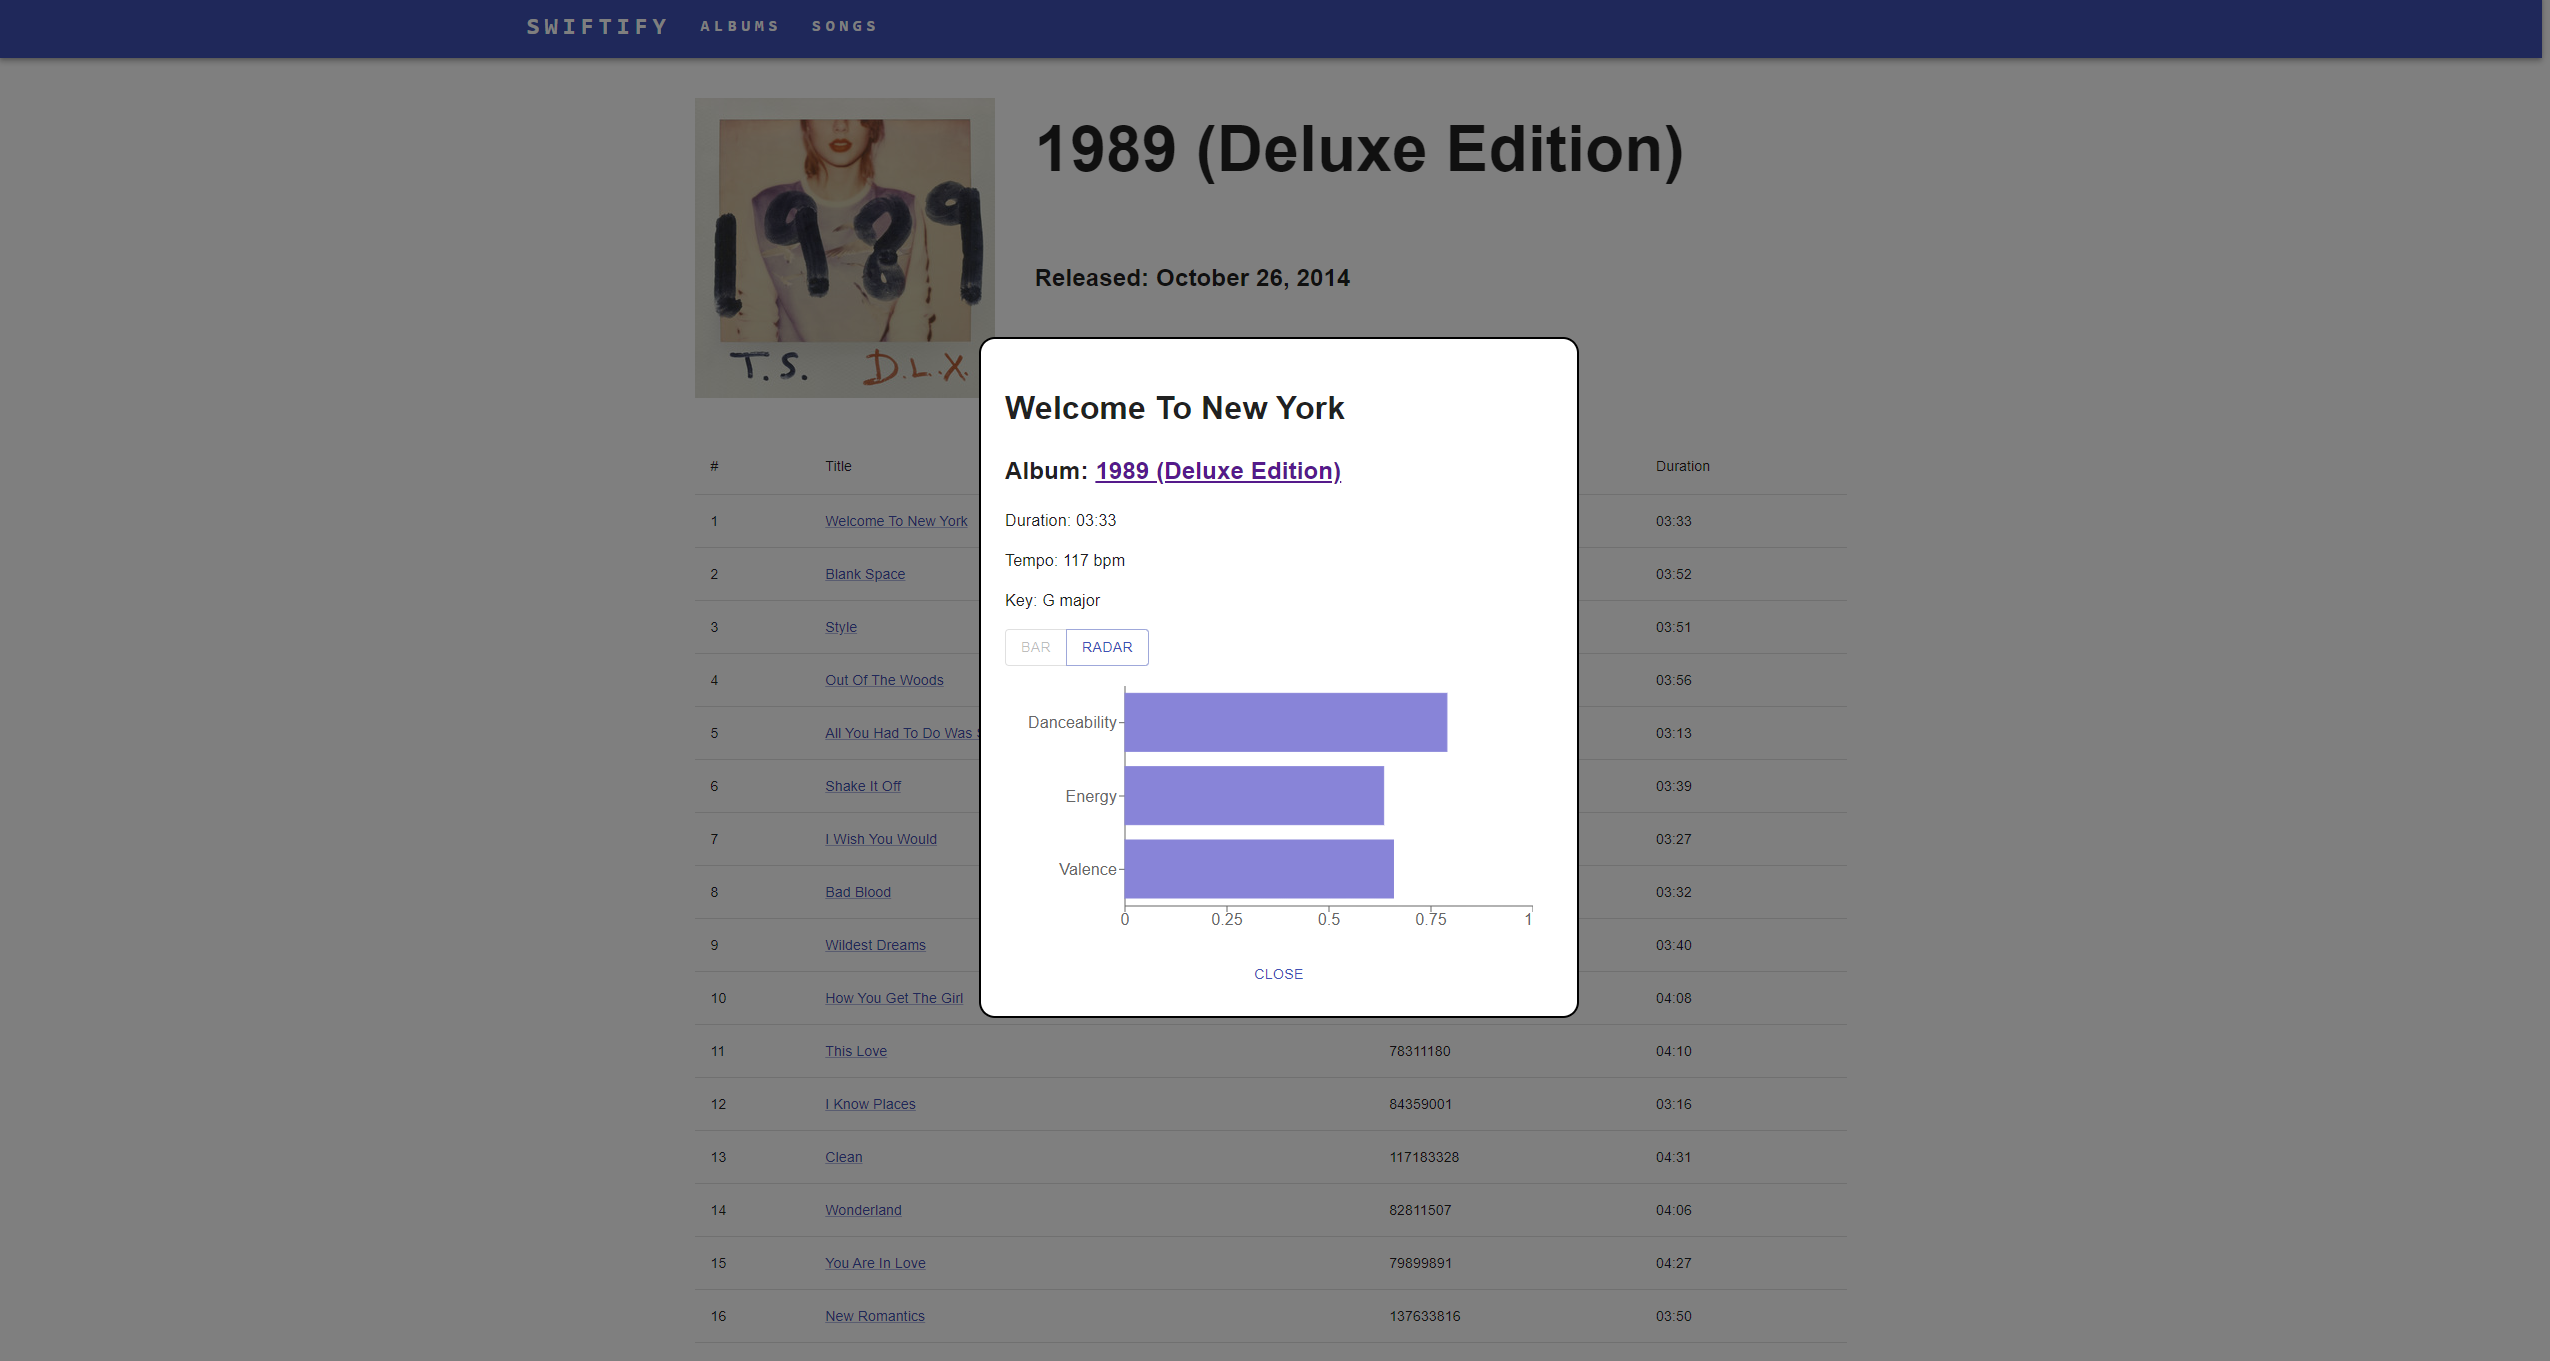 SWIFTIFY ALBUMS SONGS
1989
T.S. D.L.X.
1989 (Deluxe Edition)
Released: October 26, 2014
Welcome To New York
Album: 1989 (Deluxe Edition)
Duration: 03:33
Tempo: 117 bpm
Key: G major
BAR RADAR
Danceability
Energy
Valence
0 0.25 0.5 0.75 1
CLOSE
# Title Duration
1 Welcome To New York 03:33
2 Blank Space 03:52
3 Style 03:51
4 Out Of The Woods 03:56
5 All You Had To Do Was 03:13
6 Shake It Off 03:39
7 I Wish You Would 03:27
8 Bad Blood 03:32
9 Wildest Dreams 03:40
10 How You Get The Girl 04:08
11 This Love 78311180 04:10
12 I Know Places 84359001 03:16
13 Clean 117183328 04:31
14 Wonderland 82811507 04:06
15 You Are In Love 79899891 04:27
16 New Romantics 137633816 03:50